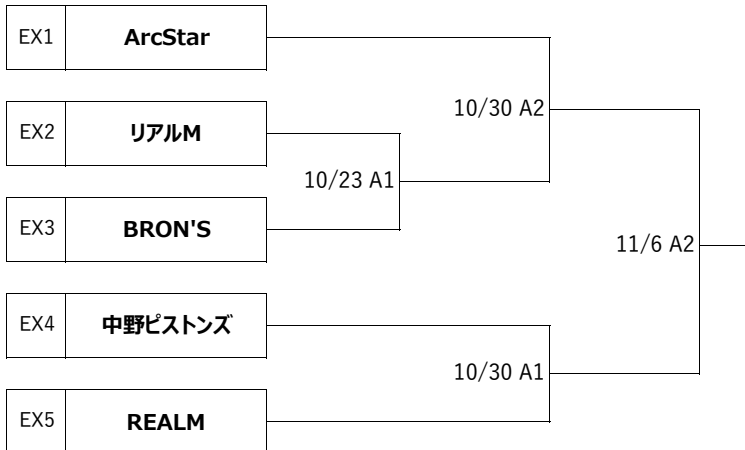 EX1 ArcStar
10/30 A2
EX2 リアルM
10/23 A1
EX3 BRON'S
11/6 A2
EX4 中野ピストンズ
10/30 A1
EX5 REALM